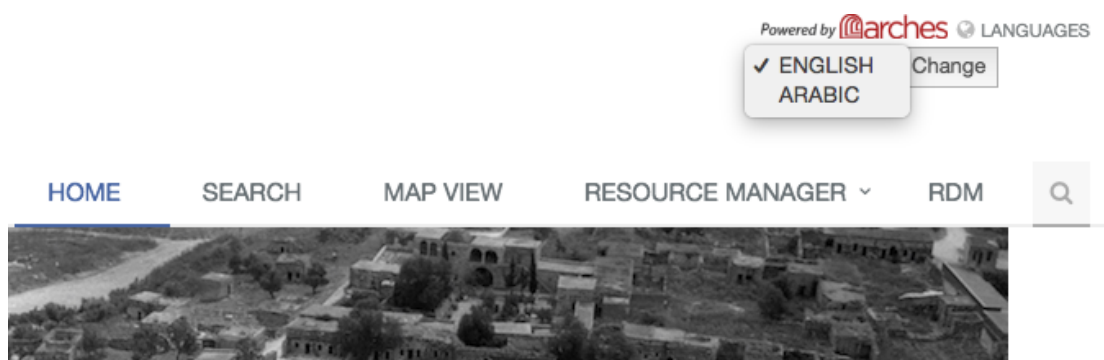 Powered by arches LANGUAGES
✓ ENGLISH
Change
ARABIC
HOME SEARCH MAP VIEW RESOURCE MANAGER RDM